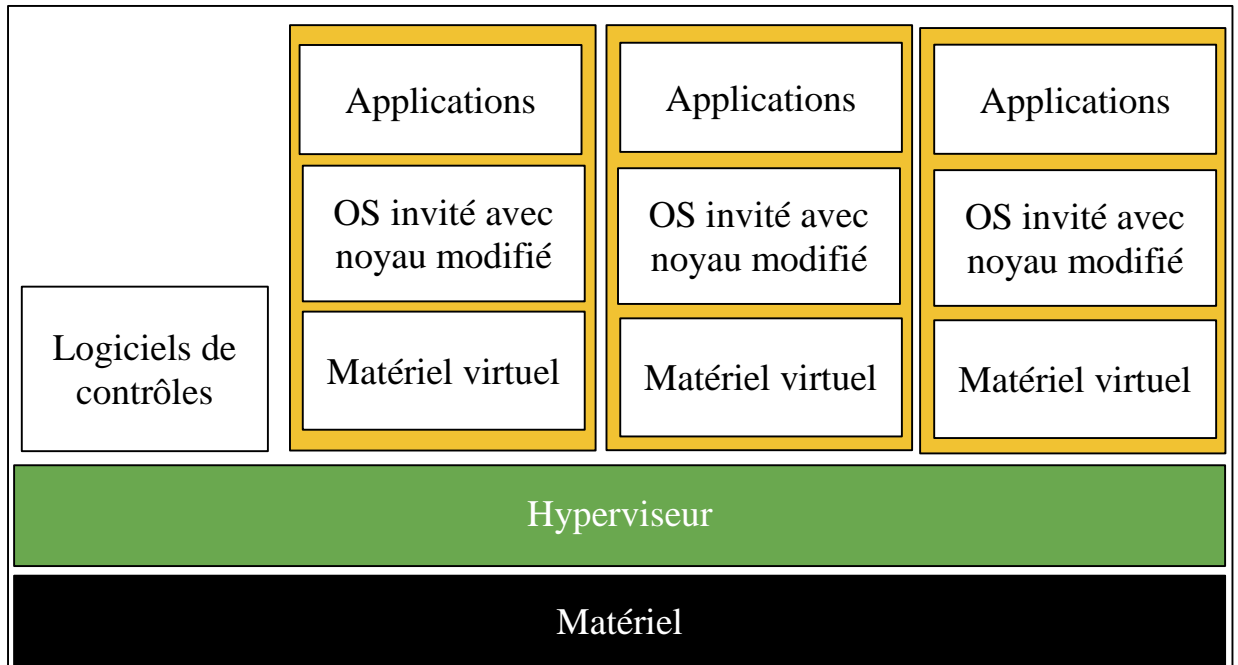 Applications
OS invité avec
noyau modifié
Matériel virtuel
Applications
OS invité avec
noyau modifié
Matériel virtuel
Applications
OS invité avec
noyau modifié
Matériel virtuel
Logiciels de
contrôles
Hyperviseur
Matériel